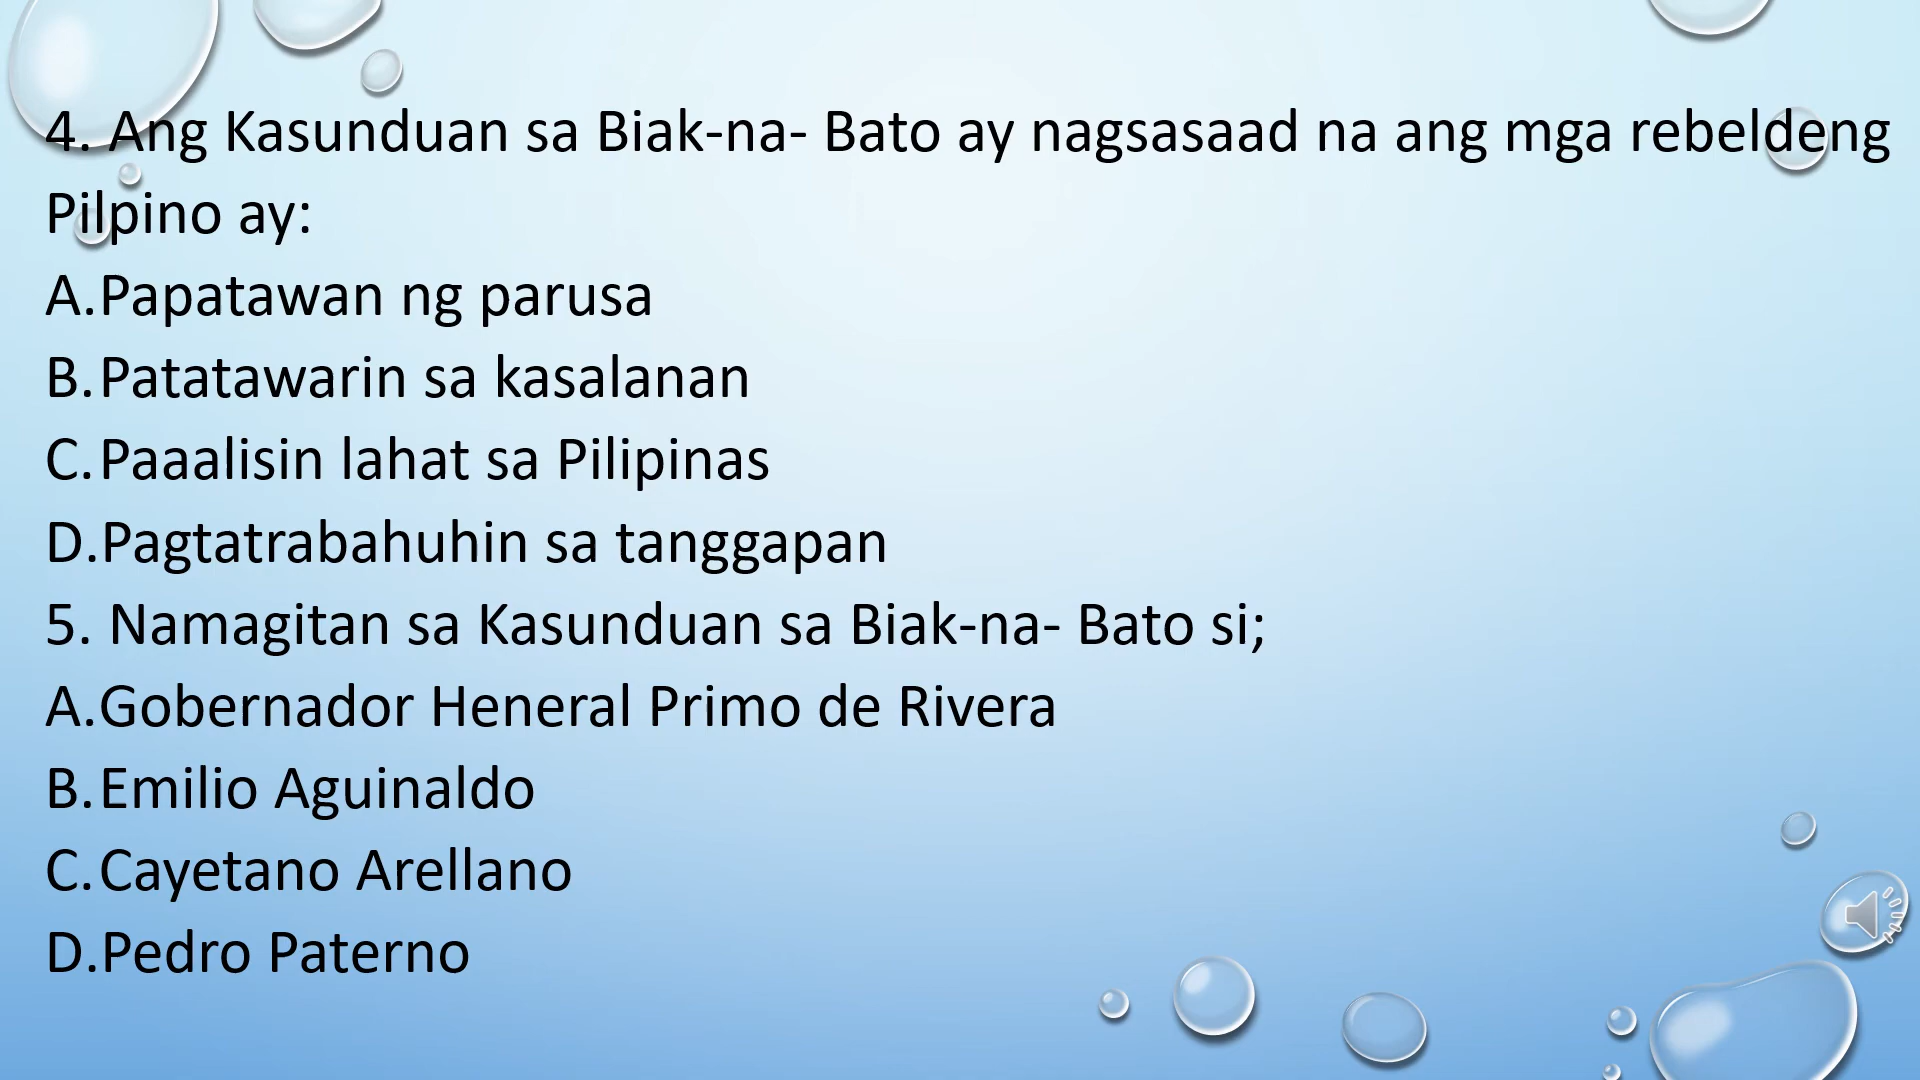 4. Ang Kasunduan sa Biak-na- Bato ay nagsasaad na ang mga rebeldeng
Pilpino ay:
A.Papatawan ng parusa
B.Patatawarin sa kasalanan
C.Paaalisin lahat sa Pilipinas
D.Pagtatrabahuhin sa tanggapan
5. Namagitan sa Kasunduan sa Biak-na- Bato si;
A.Gobernador Heneral Primo de Rivera
B.Emilio Aguinaldo
C.Cayetano Arellano
D.Pedro Paterno